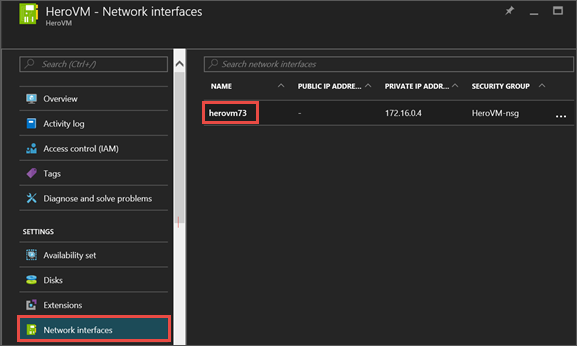 HeroVM - Network interfaces
HeroVM
Search (Ctrl+/)
Overview
Activity log
Access control (IAM)
Tags
Diagnose and solve problems
SETTINGS
Availability set
Disks
Extensions
Network interfaces
Search network interfaces
NAME PUBLIC IP ADDRE... PRIVATE IP ADDR... SECURITY GROUP
herovm73 - 172.16.0.4 HeroVM-nsg ...